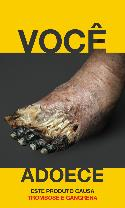 VOCÊ
ADOECE
ESTE PRODUTO CAUSA
TROMBOSE E GANGRENA